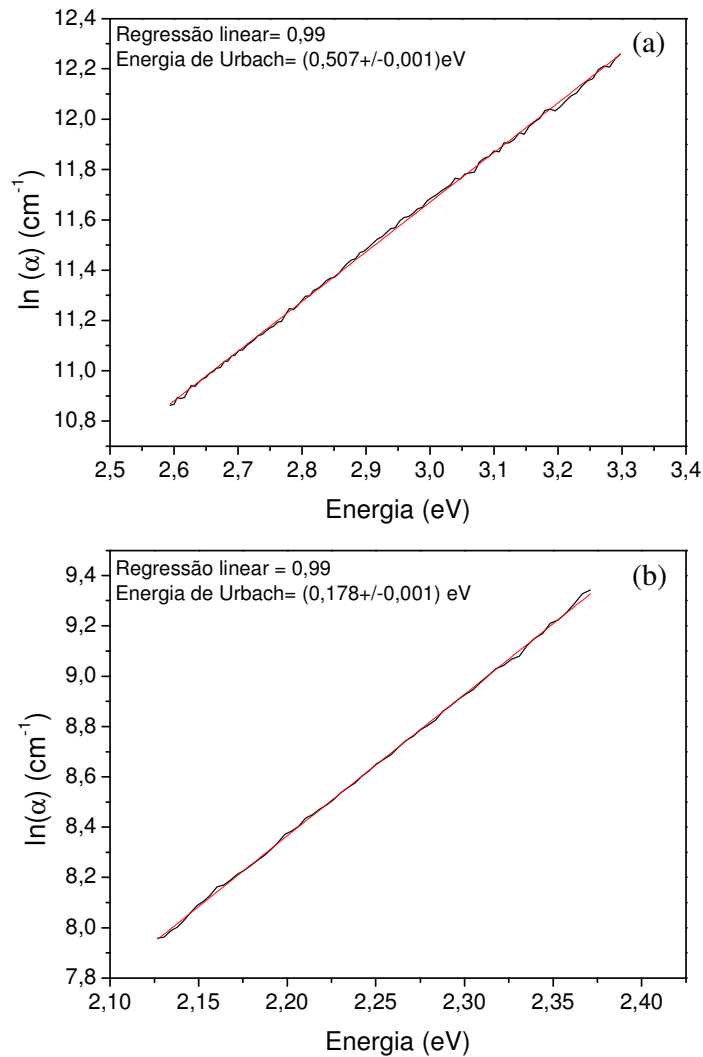 Regressão linear= 0,99
Energia de Urbach= (0,507+/-0,001)eV
(a)
12,4
12,2
12,0
11,8
11,6
11,4
11,2
11,0
10,8
ln (α) (cm⁻¹)
2,5 2,6 2,7 2,8 2,9 3,0 3,1 3,2 3,3 3,4
Energia (eV)
Regressão linear = 0,99
Energia de Urbach= (0,178+/-0,001) eV
(b)
9,4
9,2
9,0
8,8
8,6
8,4
8,2
8,0
7,8
ln(α) (cm⁻¹)
2,10 2,15 2,20 2,25 2,30 2,35 2,40
Energia (eV)